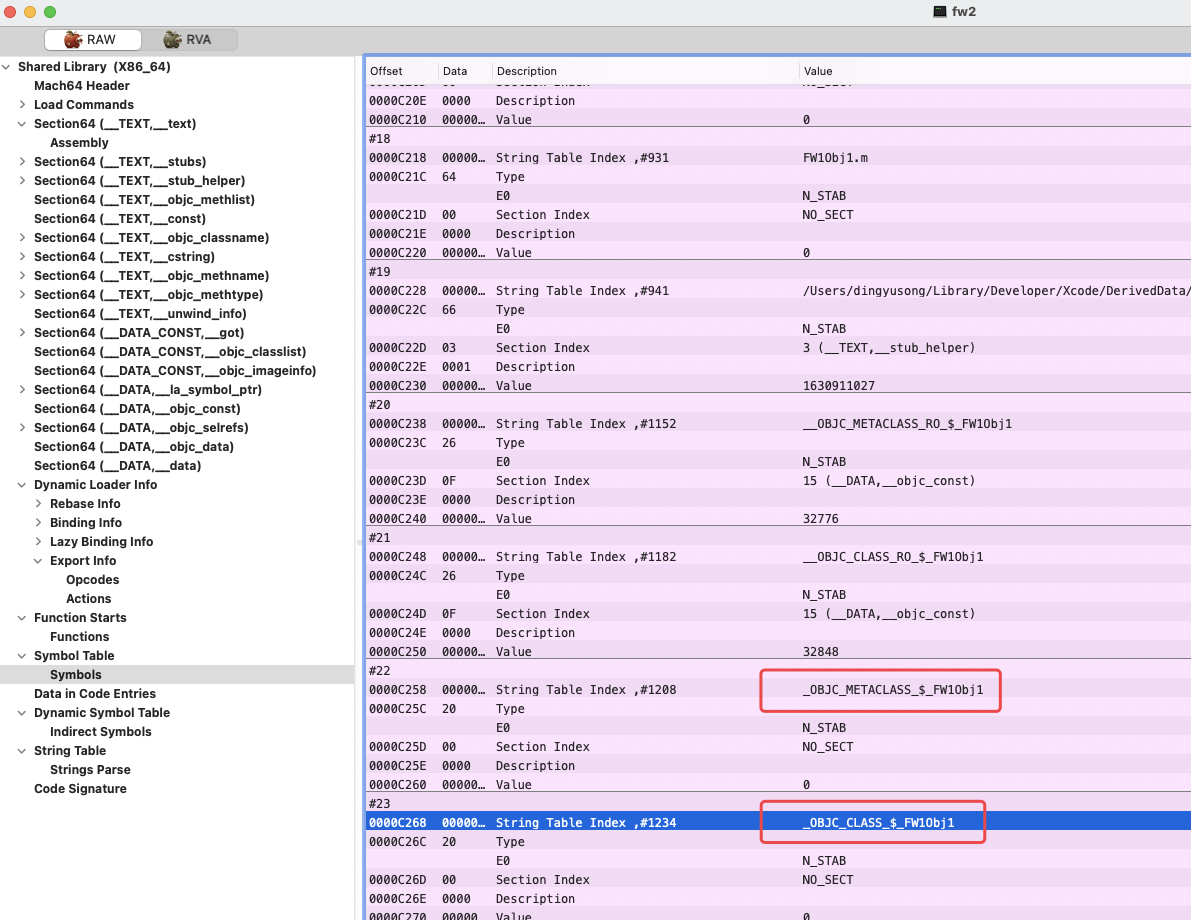 fw2
RAW
RVA
Shared Library (X86_64)
Mach64 Header
Load Commands
Section64 (__TEXT,__text)
Assembly
Section64 (__TEXT,__stubs)
Section64 (__TEXT,__stub_helper)
Section64 (__TEXT,__objc_methlist)
Section64 (__TEXT,__const)
Section64 (__TEXT,__objc_classname)
Section64 (__TEXT,__cstring)
Section64 (__TEXT,__objc_methname)
Section64 (__TEXT,__objc_methtype)
Section64 (__TEXT,__unwind_info)
Section64 (__DATA_CONST,__got)
Section64 (__DATA_CONST,__objc_classlist)
Section64 (__DATA_CONST,__objc_imageinfo)
Section64 (__DATA,__la_symbol_ptr)
Section64 (__DATA,__objc_const)
Section64 (__DATA,__objc_selrefs)
Section64 (__DATA,__objc_data)
Section64 (__DATA,__data)
Dynamic Loader Info
Rebase Info
Binding Info
Lazy Binding Info
Export Info
Opcodes
Actions
Function Starts
Functions
Symbol Table
Symbols
Data in Code Entries
Dynamic Symbol Table
Indirect Symbols
String Table
Strings Parse
Code Signature
Offset Data Description Value
0000C20E 0000 Description
0000C210 00000… Value 0
#18
0000C218 00000… String Table Index ,#931 FW1Obj1.m
0000C21C 64 Type
E0 N_STAB
0000C21D 00 Section Index NO_SECT
0000C21E 0000 Description
0000C220 00000… Value 0
#19
0000C228 00000… String Table Index ,#941 /Users/dingyusong/Library/Developer/Xcode/DerivedData/
0000C22C 66 Type
E0 N_STAB
0000C22D 03 Section Index 3 (__TEXT,__stub_helper)
0000C22E 0001 Description
0000C230 00000… Value 1630911027
#20
0000C238 00000… String Table Index ,#1152 __OBJC_METACLASS_RO_$_FW1Obj1
0000C23C 26 Type
E0 N_STAB
0000C23D 0F Section Index 15 (__DATA,__objc_const)
0000C23E 0000 Description
0000C240 00000… Value 32776
#21
0000C248 00000… String Table Index ,#1182 __OBJC_CLASS_RO_$_FW1Obj1
0000C24C 26 Type
E0 N_STAB
0000C24D 0F Section Index 15 (__DATA,__objc_const)
0000C24E 0000 Description
0000C250 00000… Value 32848
#22
0000C258 00000… String Table Index ,#1208 _OBJC_METACLASS_$_FW1Obj1
0000C25C 20 Type
E0 N_STAB
0000C25D 00 Section Index NO_SECT
0000C25E 0000 Description
0000C260 00000… Value 0
#23
0000C268 00000… String Table Index ,#1234 _OBJC_CLASS_$_FW1Obj1
0000C26C 20 Type
E0 N_STAB
0000C26D 00 Section Index NO_SECT
0000C26E 0000 Description
0000C270 00000 Value 0